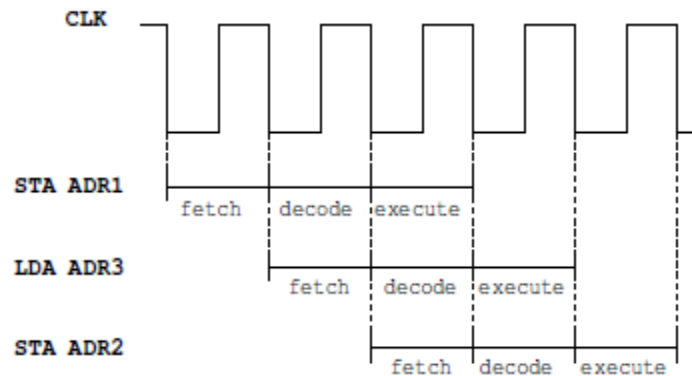 CLK
STA ADR1
fetch decode execute
LDA ADR3
fetch decode execute
STA ADR2
fetch decode execute